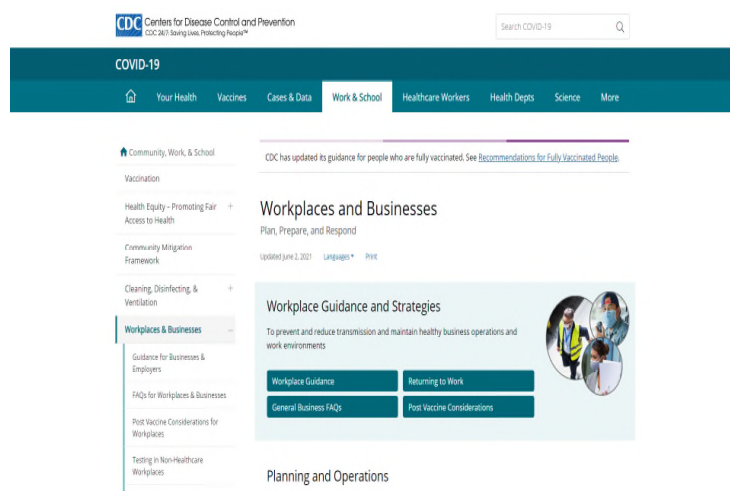 CDC Centers for Disease Control and Prevention
CDC 24/7: Saving Lives, Protecting People™
Search COVID-19
COVID-19
Your Health Vaccines Cases & Data Work & School Healthcare Workers Health Depts Science More
Community, Work, & School
Vaccination
Health Equity – Promoting Fair +
Access to Health
Community Mitigation
Framework
Cleaning, Disinfecting, & +
Ventilation
Workplaces & Businesses –
Guidance for Businesses &
Employers
FAQs for Workplaces & Businesses
Post Vaccine Considerations for
Workplaces
Testing in Non-Healthcare
Workplaces
CDC has updated its guidance for people who are fully vaccinated. See Recommendations for Fully Vaccinated People.
Workplaces and Businesses
Plan, Prepare, and Respond
Updated June 2, 2021 Languages Print
Workplace Guidance and Strategies
To prevent and reduce transmission and maintain healthy business operations and
work environments
Workplace Guidance Returning to Work
General Business FAQs Post Vaccine Considerations
Planning and Operations